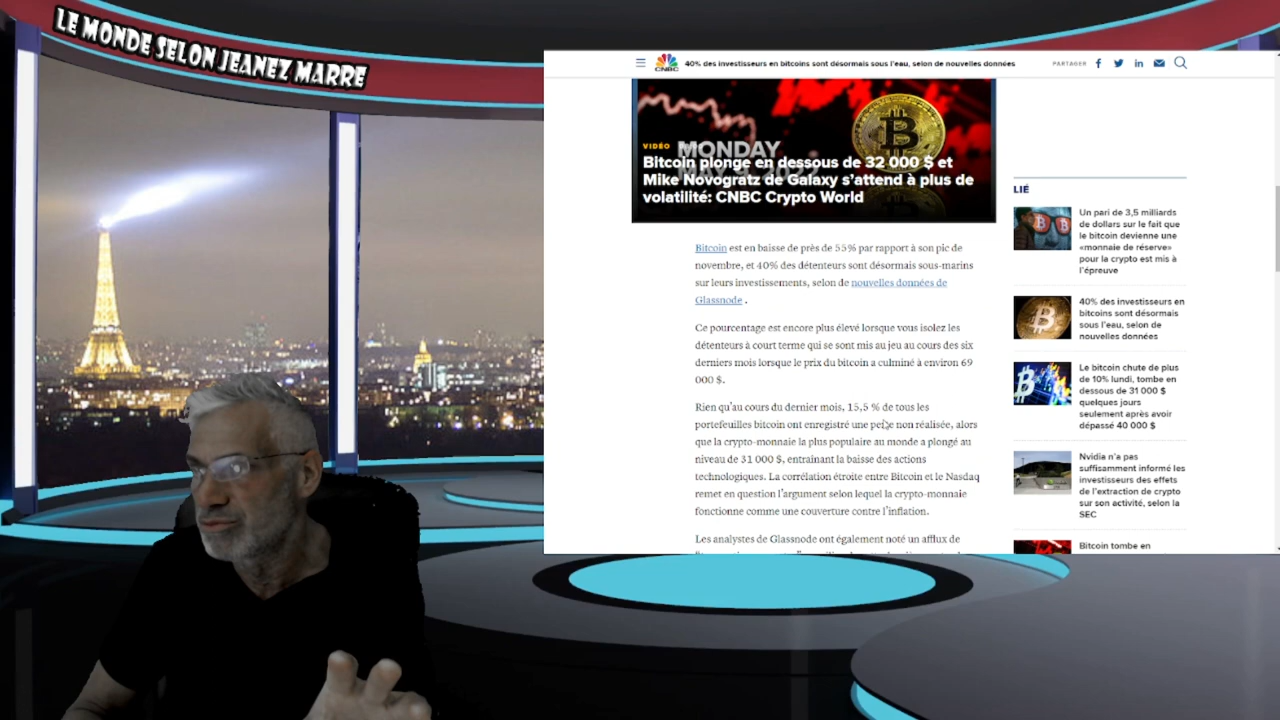 LE MONDE SELON JEANEZ MARRE
CNBC
40% des investisseurs en bitcoins sont désormais sous l'eau, selon de nouvelles données
PARTAGER
VIDÉO
MONDAY
Bitcoin plonge en dessous de 32 000 $ et
Mike Novogratz de Galaxy s'attend à plus de
volatilité: CNBC Crypto World
Bitcoin est en baisse de près de 55% par rapport à son pic de
novembre, et 40% des détenteurs sont désormais sous-marins
sur leurs investissements, selon de nouvelles données de
Glassnode .
Ce pourcentage est encore plus élevé lorsque vous isolez les
détenteurs à court terme qui se sont mis au jeu au cours des six
derniers mois lorsque le prix du bitcoin a culminé à environ 69
000 $.
Rien qu'au cours du dernier mois, 15,5 % de tous les
portefeuilles bitcoin ont enregistré une perte non réalisée, alors
que la crypto-monnaie la plus populaire au monde a plongé au
niveau de 31 000 $, entraînant la baisse des actions
technologiques. La corrélation étroite entre Bitcoin et le Nasdaq
remet en question l'argument selon lequel la crypto-monnaie
fonctionne comme une couverture contre l'inflation.
Les analystes de Glassnode ont également noté un afflux de
LIÉ
Un pari de 3,5 milliards
de dollars sur le fait que
le bitcoin devienne une
«monnaie de réserve»
pour la crypto est mis à
l'épreuve
40% des investisseurs en
bitcoins sont désormais
sous l'eau, selon de
nouvelles données
Le bitcoin chute de plus
de 10% lundi, tombe en
dessous de 31 000 $
quelques jours
seulement après avoir
dépassé 40 000 $
Nvidia n'a pas
suffisamment informé les
investisseurs des effets
de l'extraction de crypto
sur son activité, selon la
SEC
Bitcoin tombe en